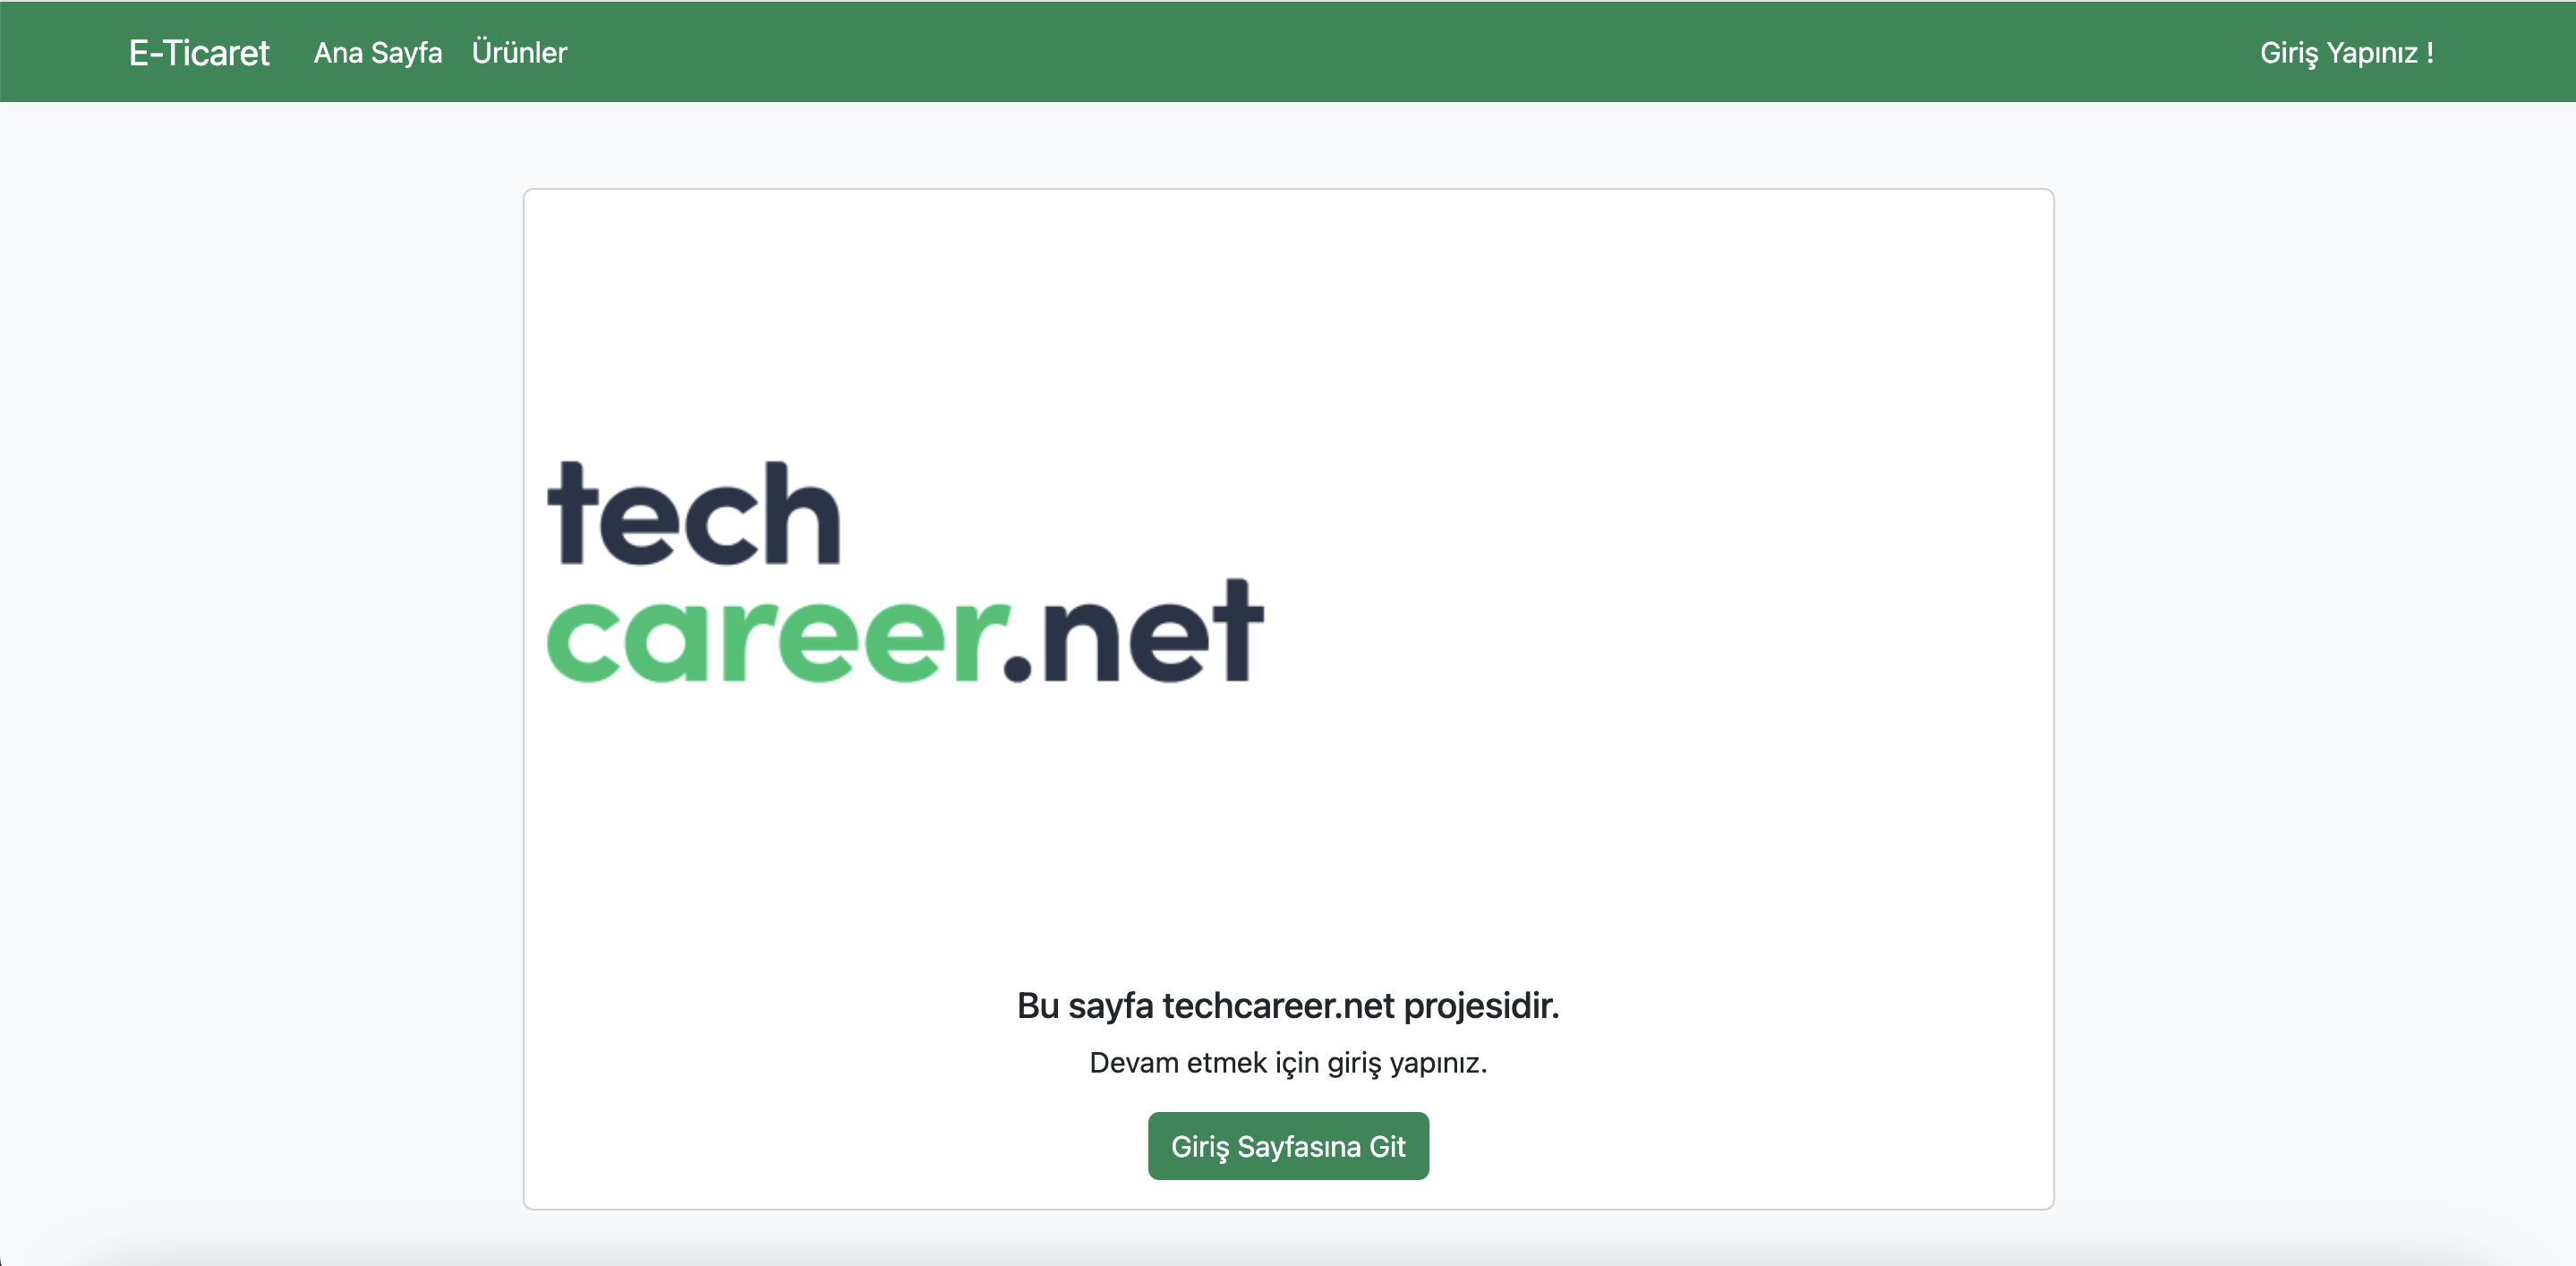 E-Ticaret Ana Sayfa Ürünler Giriş Yapınız !
tech
career.net
Bu sayfa techcareer.net projesidir.
Devam etmek için giriş yapınız.
Giriş Sayfasına Git